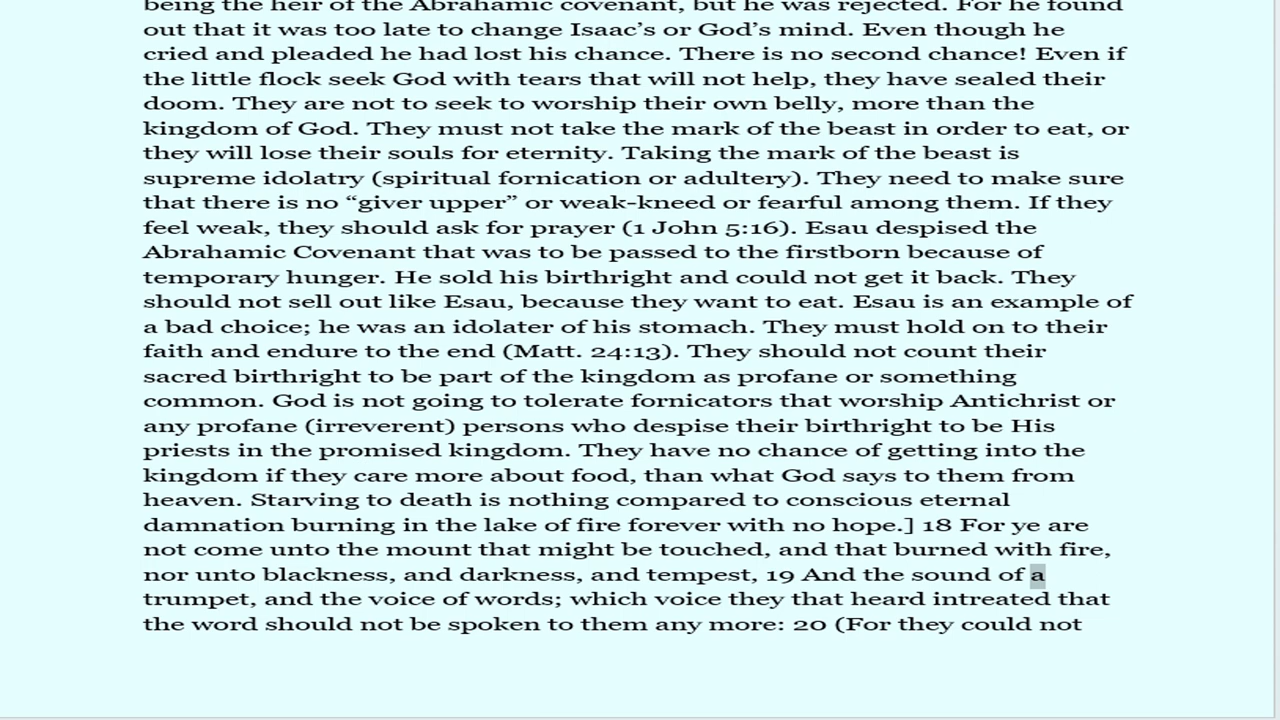 being the heir of the Abrahamic covenant, but he was rejected. For he found
out that it was too late to change Isaac’s or God’s mind. Even though he
cried and pleaded he had lost his chance. There is no second chance! Even if
the little flock seek God with tears that will not help, they have sealed their
doom. They are not to seek to worship their own belly, more than the
kingdom of God. They must not take the mark of the beast in order to eat, or
they will lose their souls for eternity. Taking the mark of the beast is
supreme idolatry (spiritual fornication or adultery). They need to make sure
that there is no “giver upper” or weak-kneed or fearful among them. If they
feel weak, they should ask for prayer (1 John 5:16). Esau despised the
Abrahamic Covenant that was to be passed to the firstborn because of
temporary hunger. He sold his birthright and could not get it back. They
should not sell out like Esau, because they want to eat. Esau is an example of
a bad choice; he was an idolater of his stomach. They must hold on to their
faith and endure to the end (Matt. 24:13). They should not count their
sacred birthright to be part of the kingdom as profane or something
common. God is not going to tolerate fornicators that worship Antichrist or
any profane (irreverent) persons who despise their birthright to be His
priests in the promised kingdom. They have no chance of getting into the
kingdom if they care more about food, than what God says to them from
heaven. Starving to death is nothing compared to conscious eternal
damnation burning in the lake of fire forever with no hope.] 18 For ye are
not come unto the mount that might be touched, and that burned with fire,
nor unto blackness, and darkness, and tempest, 19 And the sound of a
trumpet, and the voice of words; which voice they that heard intreated that
the word should not be spoken to them any more: 20 (For they could not